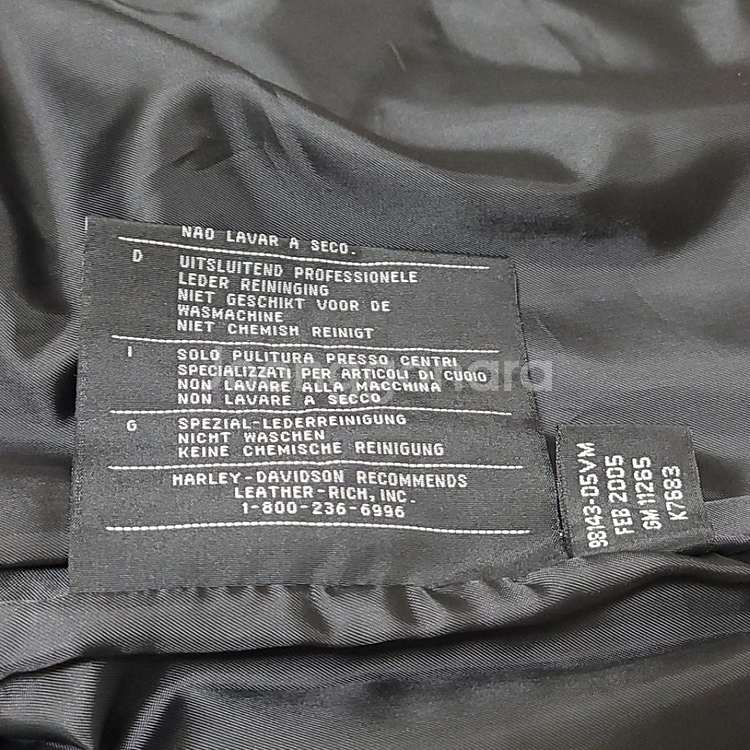 NAO LAVAR A SECO.
D UITSLUITEND PROFESSIONELE
LEDER REININGING
NIET GESCHIKT VOOR DE
WASMACHINE
NIET CHEMISH REINIGT
I SOLO PULITURA PRESSO CENTRI
SPECIALIZZATI PER ARTICOLI DI CUOIO
NON LAVARE ALLA MACCHINA
NON LAVARE A SECCO
G SPEZIAL-LEDERREINIGUNG
NICHT WASCHEN
KEINE CHEMISCHE REINIGUNG
HARLEY-DAVIDSON RECOMMENDS
LEATHER-RICH, INC.
1-800-236-6996
98143-05VM
FEB 2005
GM 11265
K7683